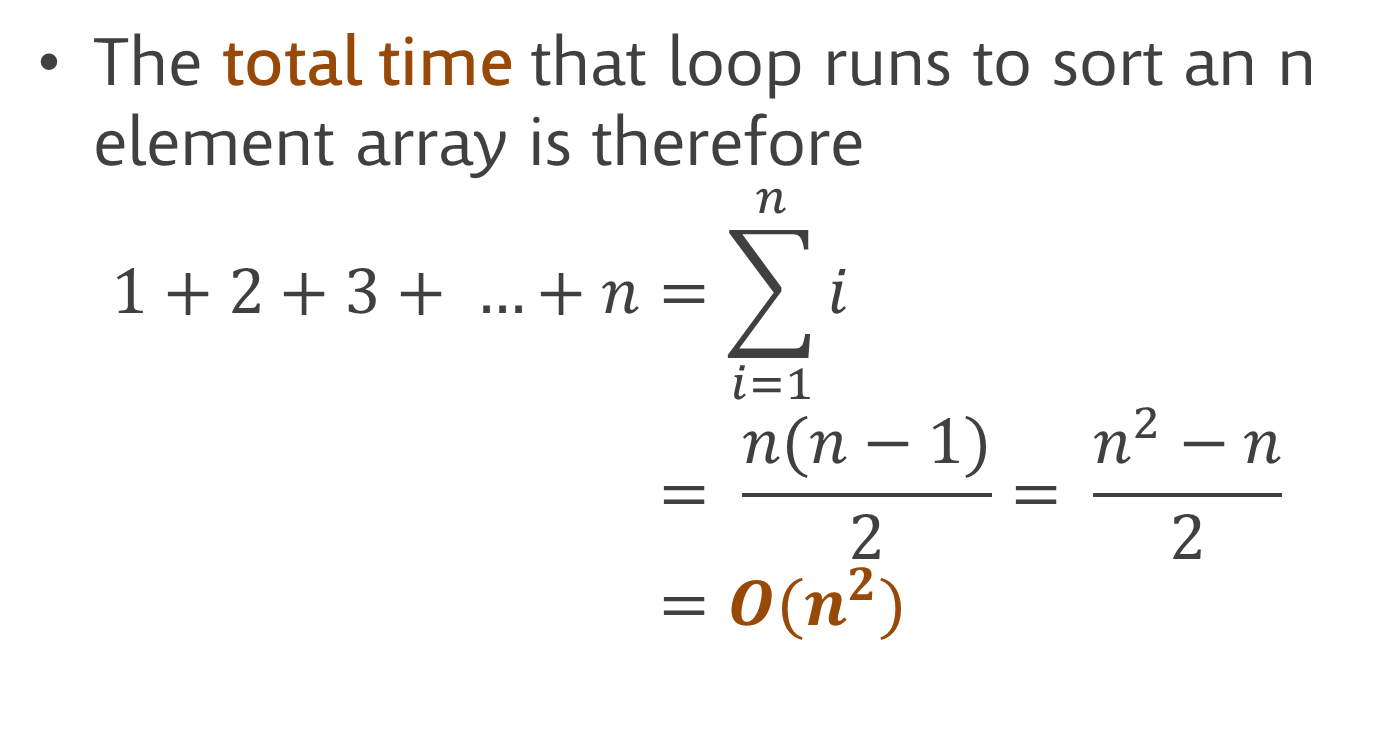 • The total time that loop runs to sort an n
element array is therefore
1 + 2 + 3 + ... + n = ∑_{i=1}^{n} i
= n(n − 1)/2 = n² − n/2
= O(n²)